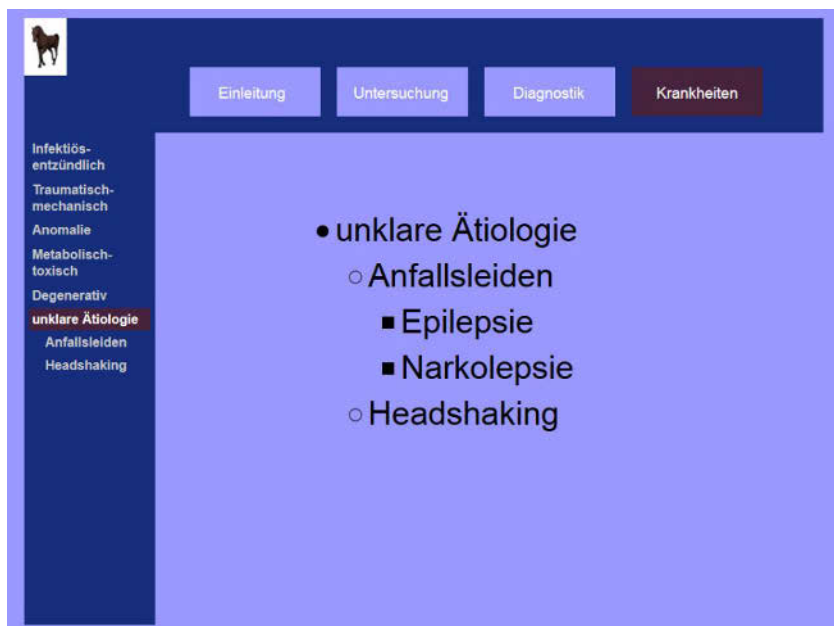 Einleitung
Untersuchung
Diagnostik
Krankheiten
Infektiös-
entzündlich
Traumatisch-
mechanisch
Anomalie
Metabolisch-
toxisch
Degenerativ
unklare Ätiologie
Anfallsleiden
Headshaking
unklare Ätiologie
Anfallsleiden
Epilepsie
Narkolepsie
Headshaking